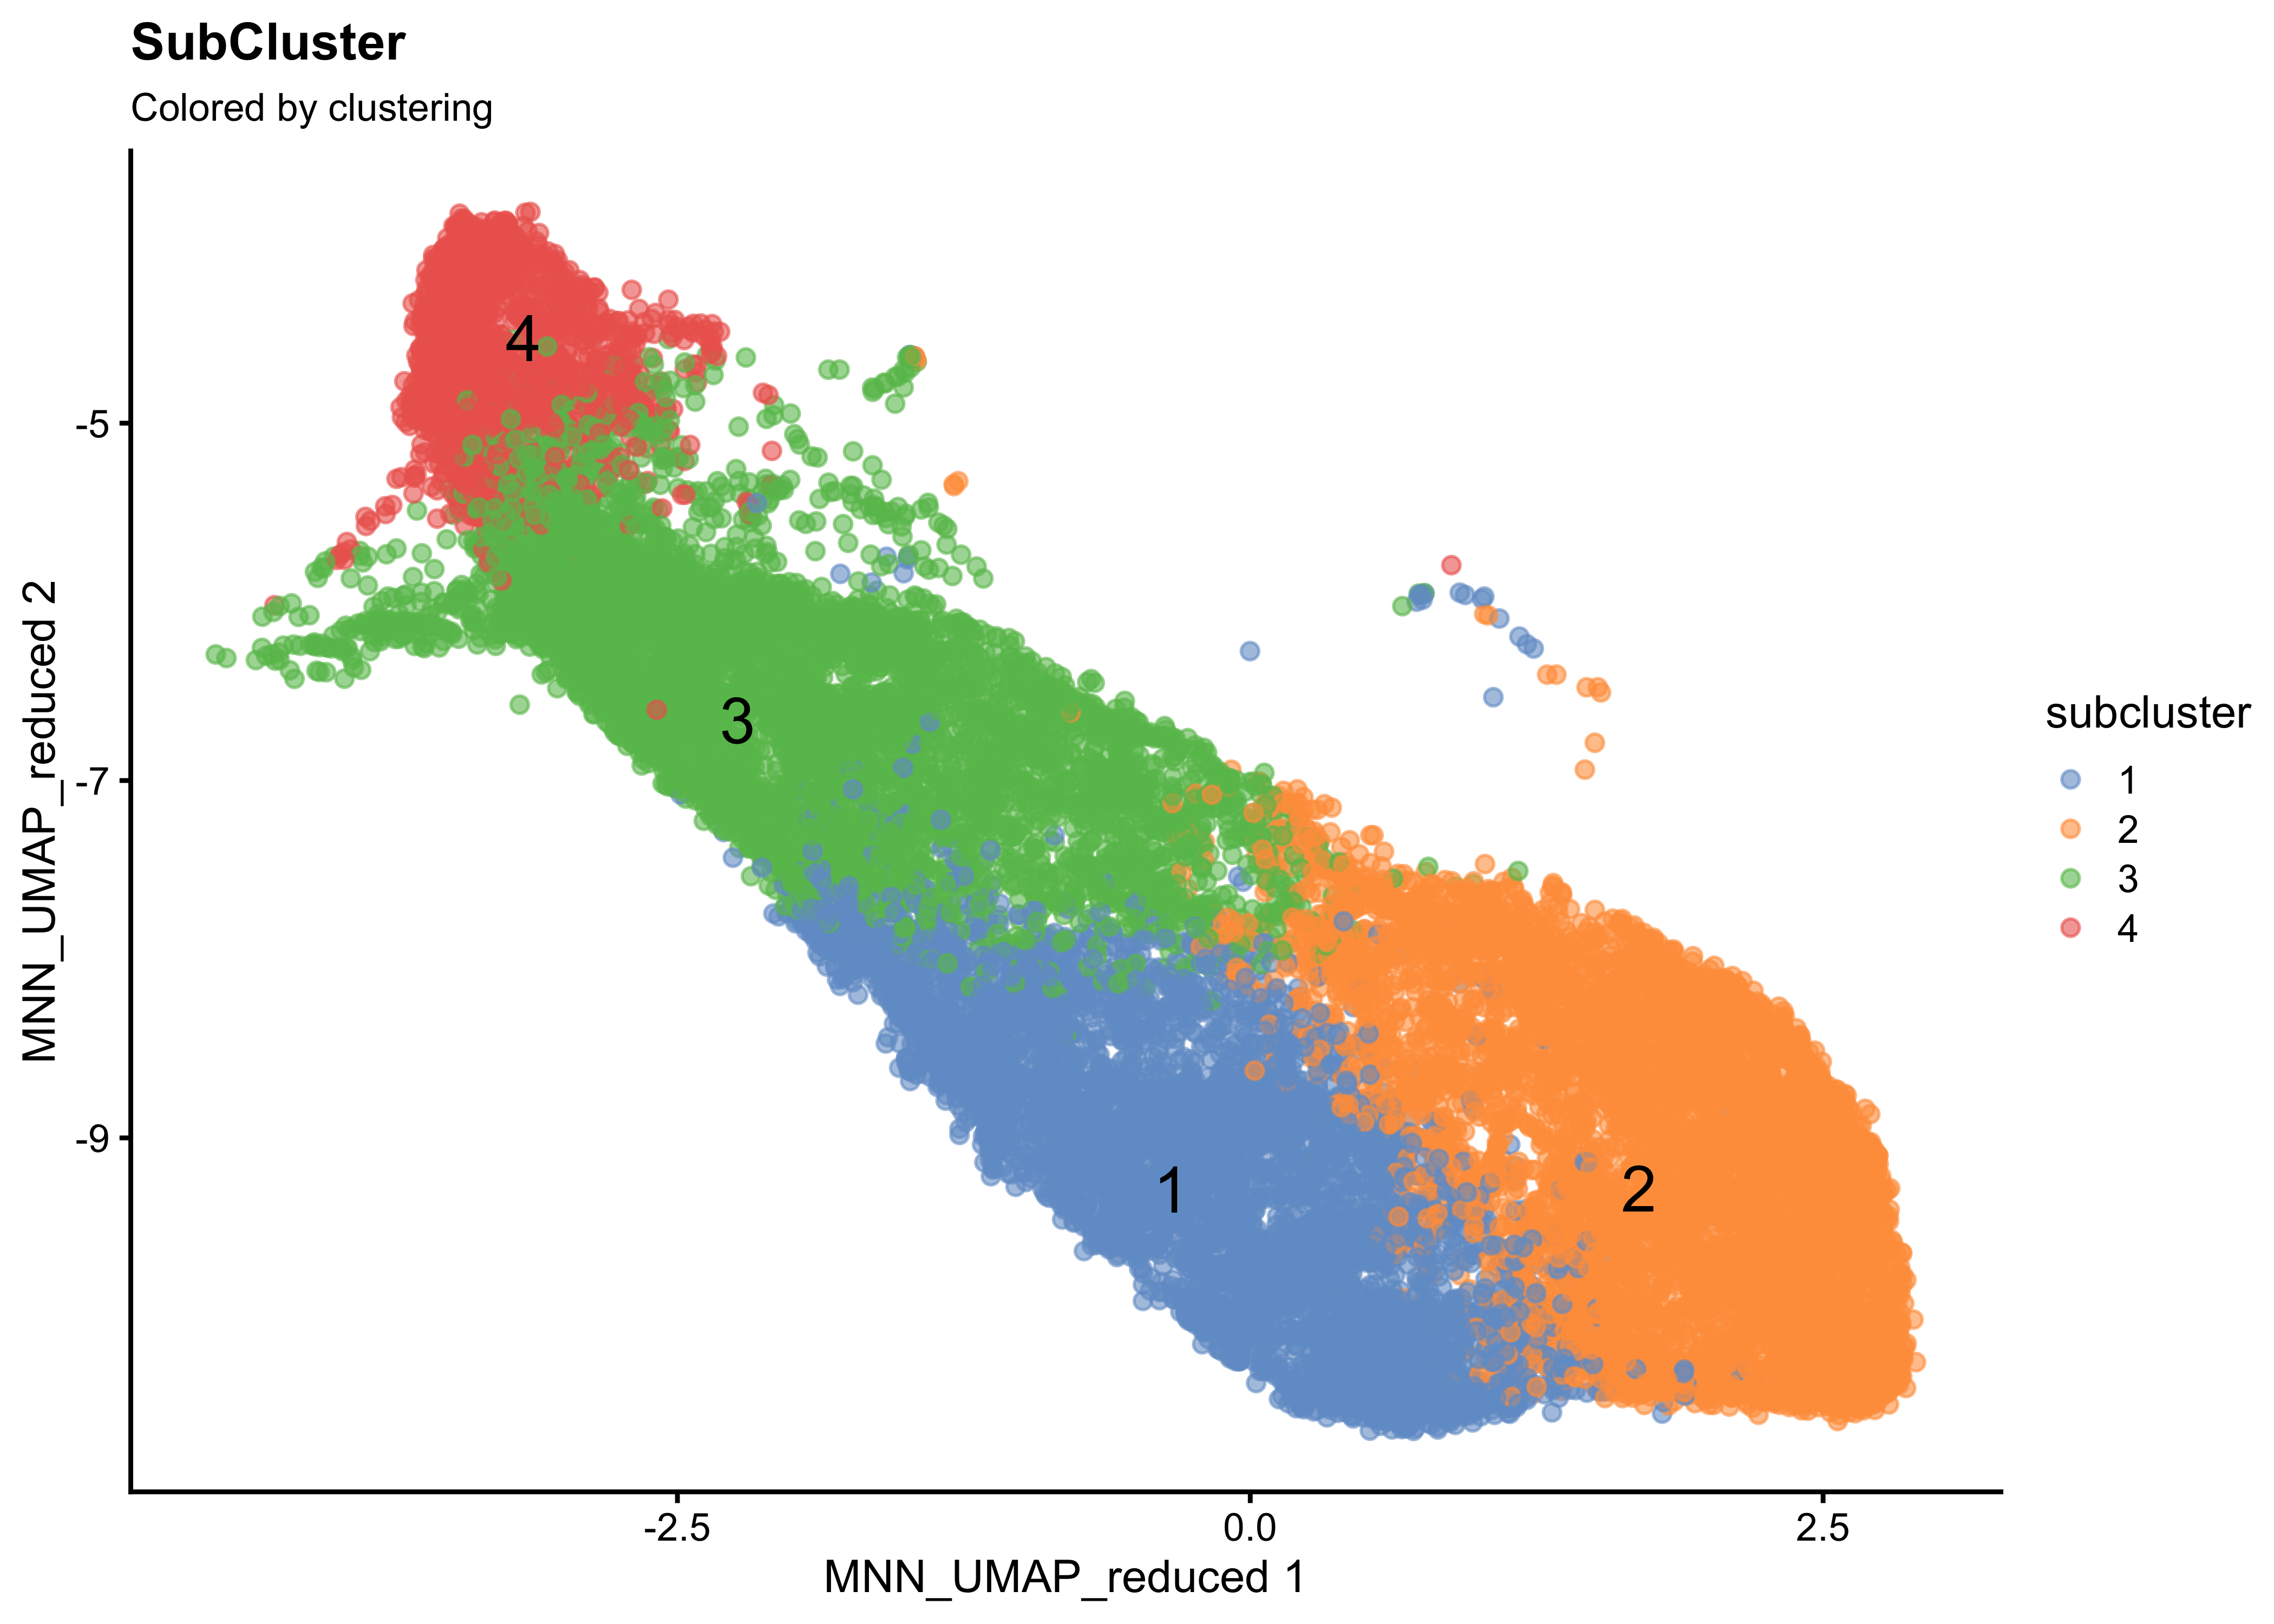 SubCluster
Colored by clustering
4
3
1
2
-5
-7
-9
MNN_UMAP_reduced 2
-2.5
0.0
2.5
MNN_UMAP_reduced 1
subcluster
1
2
3
4